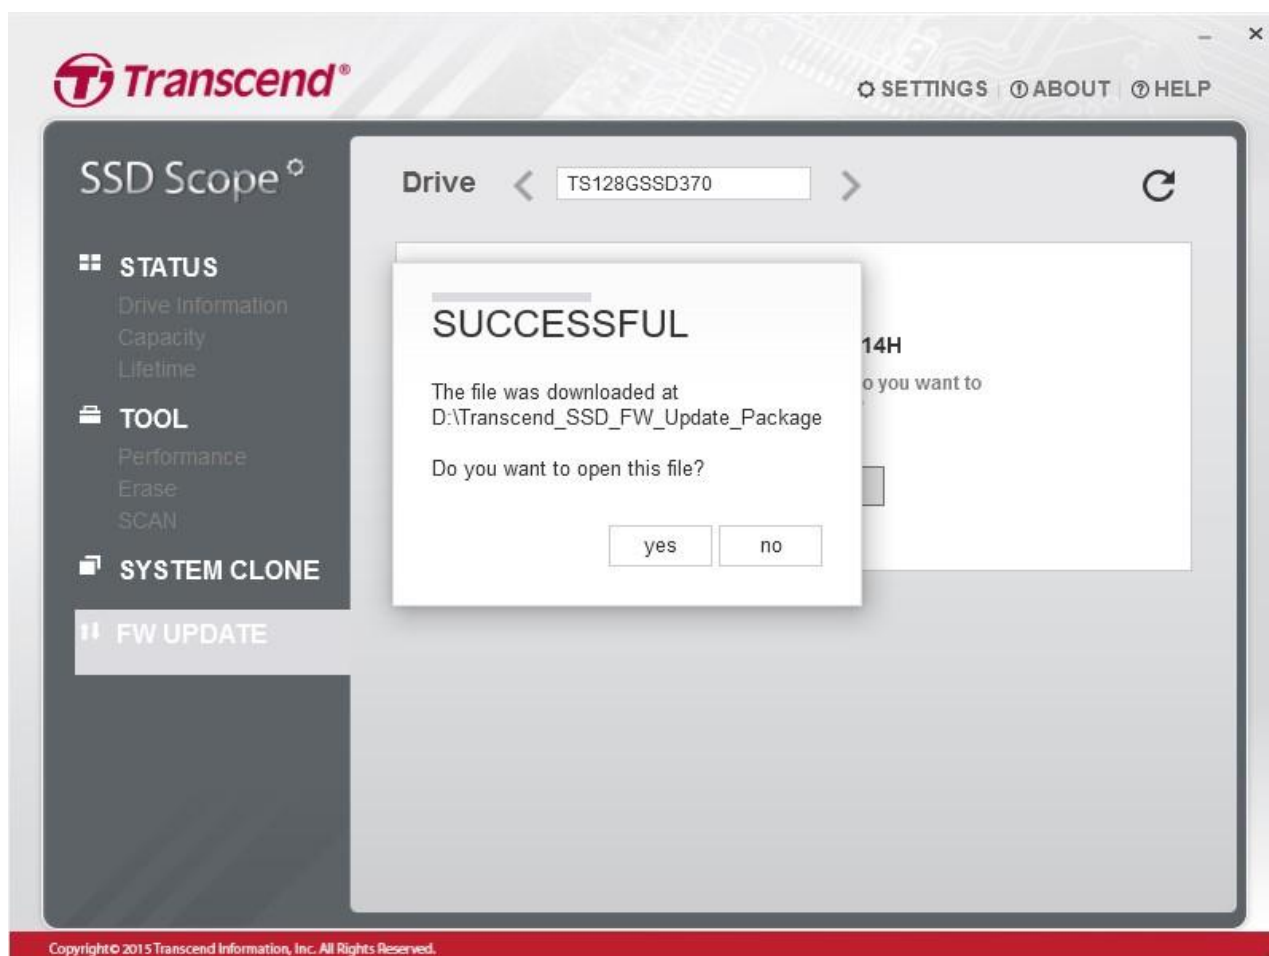 Transcend®
SETTINGS
ABOUT
HELP
SSD Scope
Drive
TS128GSSD370
STATUS
Drive Information
Capacity
Lifetime
TOOL
Performance
Erase
SCAN
SYSTEM CLONE
FW UPDATE
SUCCESSFUL
The file was downloaded at
D:\Transcend_SSD_FW_Update_Package
Do you want to open this file?
yes
no
14H
o you want to
Copyright© 2015 Transcend Information, Inc. All Rights Reserved.